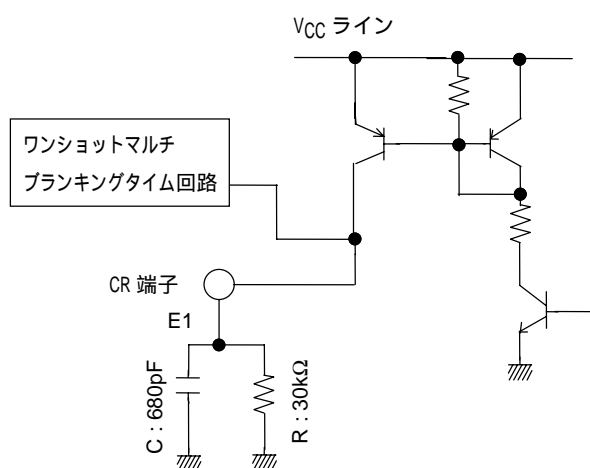 VCC ライン
ワンショットマルチ
ブランキングタイム回路
CR 端子
E1
C : 680pF
R : 30kΩ